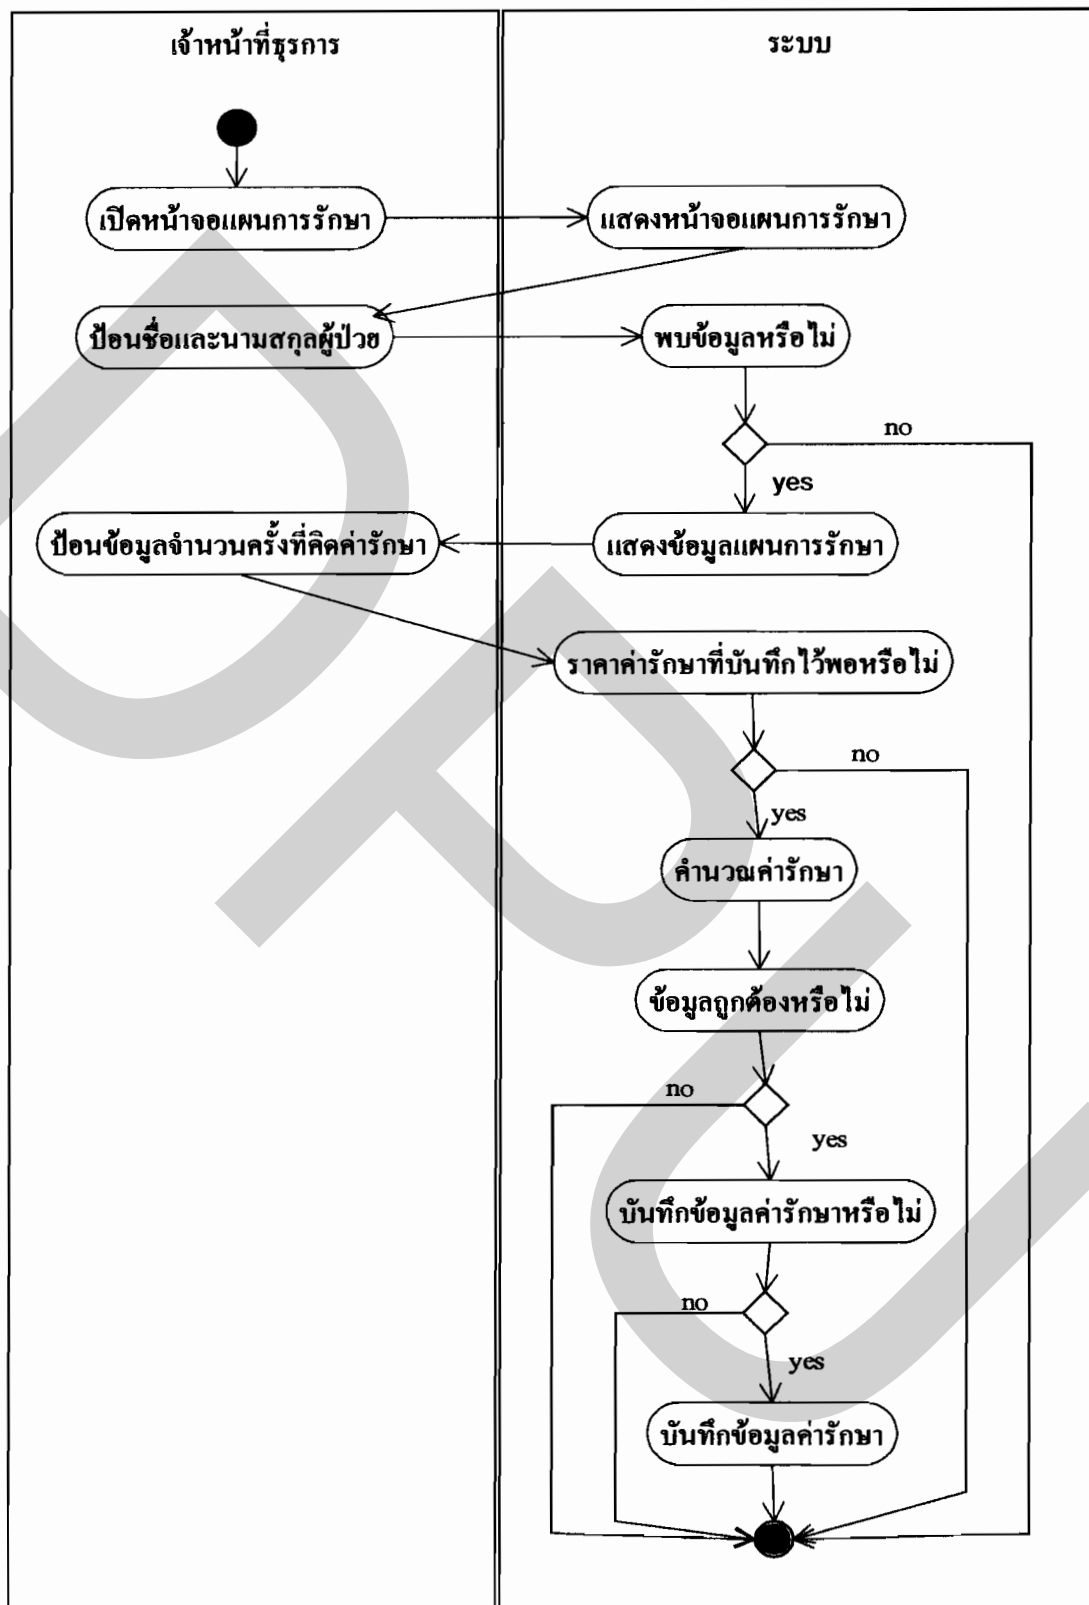 เจ้าหน้าที่ธุรการ
ระบบ
เปิดหน้าจอแผนการรักษา
แสดงหน้าจอแผนการรักษา
ป้อนชื่อและนามสกุลผู้ป่วย
พบข้อมูลหรือไม่
no
yes
ป้อนข้อมูลจำนวนครั้งที่คิดค่ารักษา
แสดงข้อมูลแผนการรักษา
ราคาค่ารักษาที่บันทึกไว้พอหรือไม่
no
yes
คำนวณค่ารักษา
ข้อมูลถูกต้องหรือไม่
no
yes
บันทึกข้อมูลค่ารักษาหรือไม่
no
yes
บันทึกข้อมูลค่ารักษา
DPU